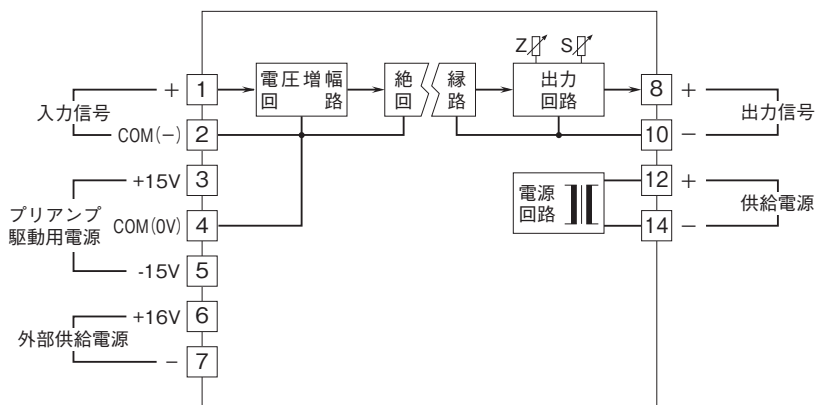 Z S
入力信号
+ 1
電圧増幅
回 路
絶 縁
回 路
出力
回路
8 +
出力信号
COM(−) 2
10 −
プリアンプ
駆動用電源
+15V 3
COM(0V) 4
-15V 5
電源
回路
12 +
供給電源
14 −
外部供給電源
+16V 6
− 7